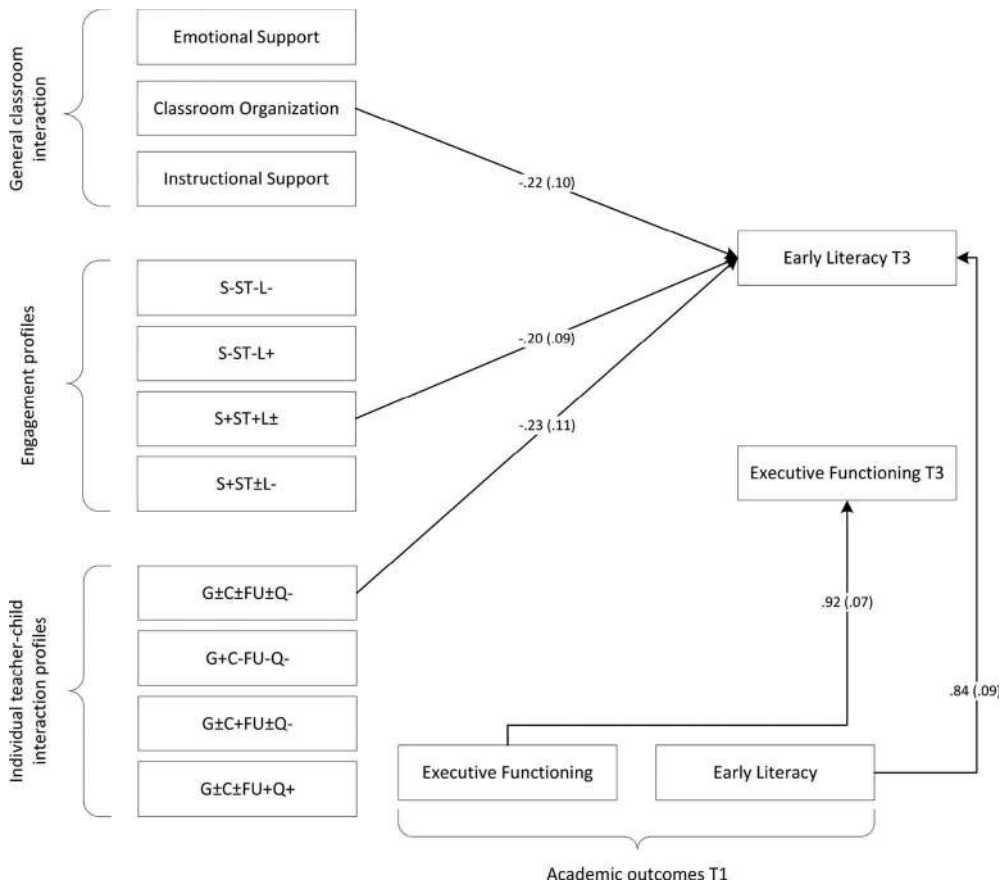 General classroom
interaction
Emotional Support
Classroom Organization
Instructional Support
-.22 (.10)
Early Literacy T3
Engagement profiles
S-ST-L-
S-ST-L+
S+ST+L±
S+ST±L-
-.20 (.09)
-.23 (.11)
Executive Functioning T3
Individual teacher-child
interaction profiles
G±C±FU±Q-
G+C-FU-Q-
G±C+FU±Q-
G±C±FU+Q+
.92 (.07)
.84 (.09)
Executive Functioning
Early Literacy
Academic outcomes T1